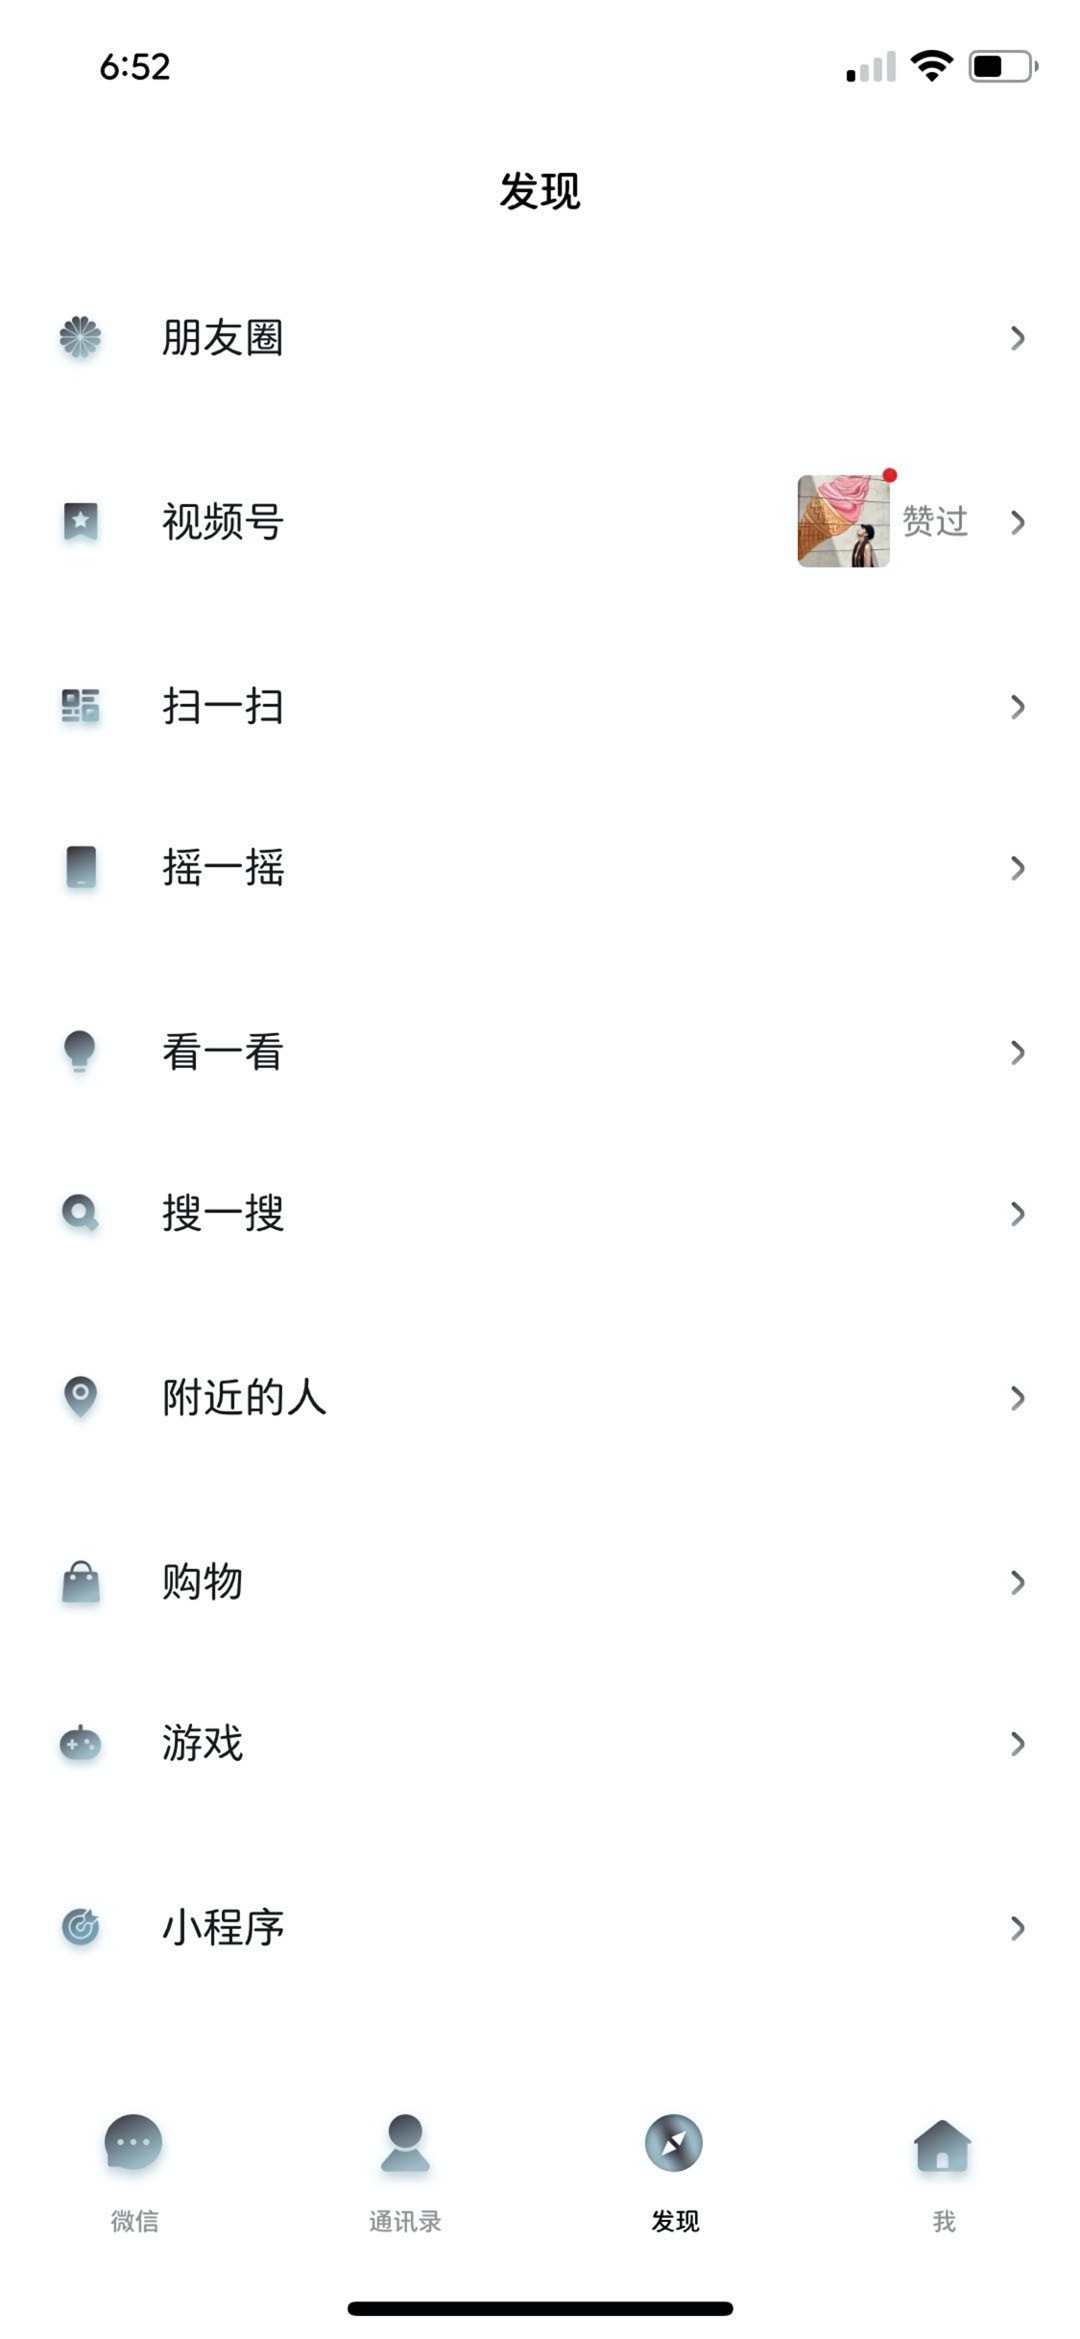 6:52
发现
朋友圈
视频号
赞过
扫一扫
摇一摇
看一看
搜一搜
附近的人
购物
游戏
小程序
微信
通讯录
发现
我